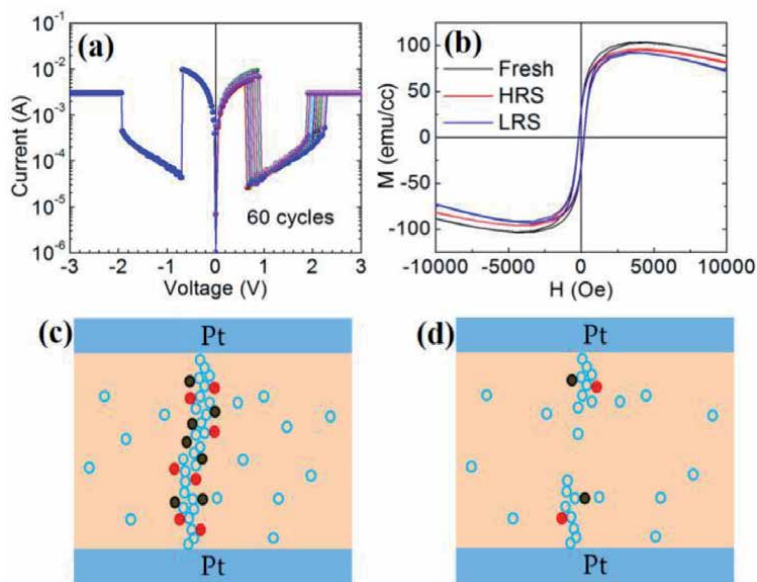 (a)
Current (A)
10⁻¹
10⁻²
10⁻³
10⁻⁴
10⁻⁵
10⁻⁶
60 cycles
-3 -2 -1 0 1 2 3
Voltage (V)
(b)
M (emu/cc)
100
50
0
-50
-100
Fresh
HRS
LRS
-10000 -5000 0 5000 10000
H (Oe)
(c)
Pt
Pt
(d)
Pt
Pt